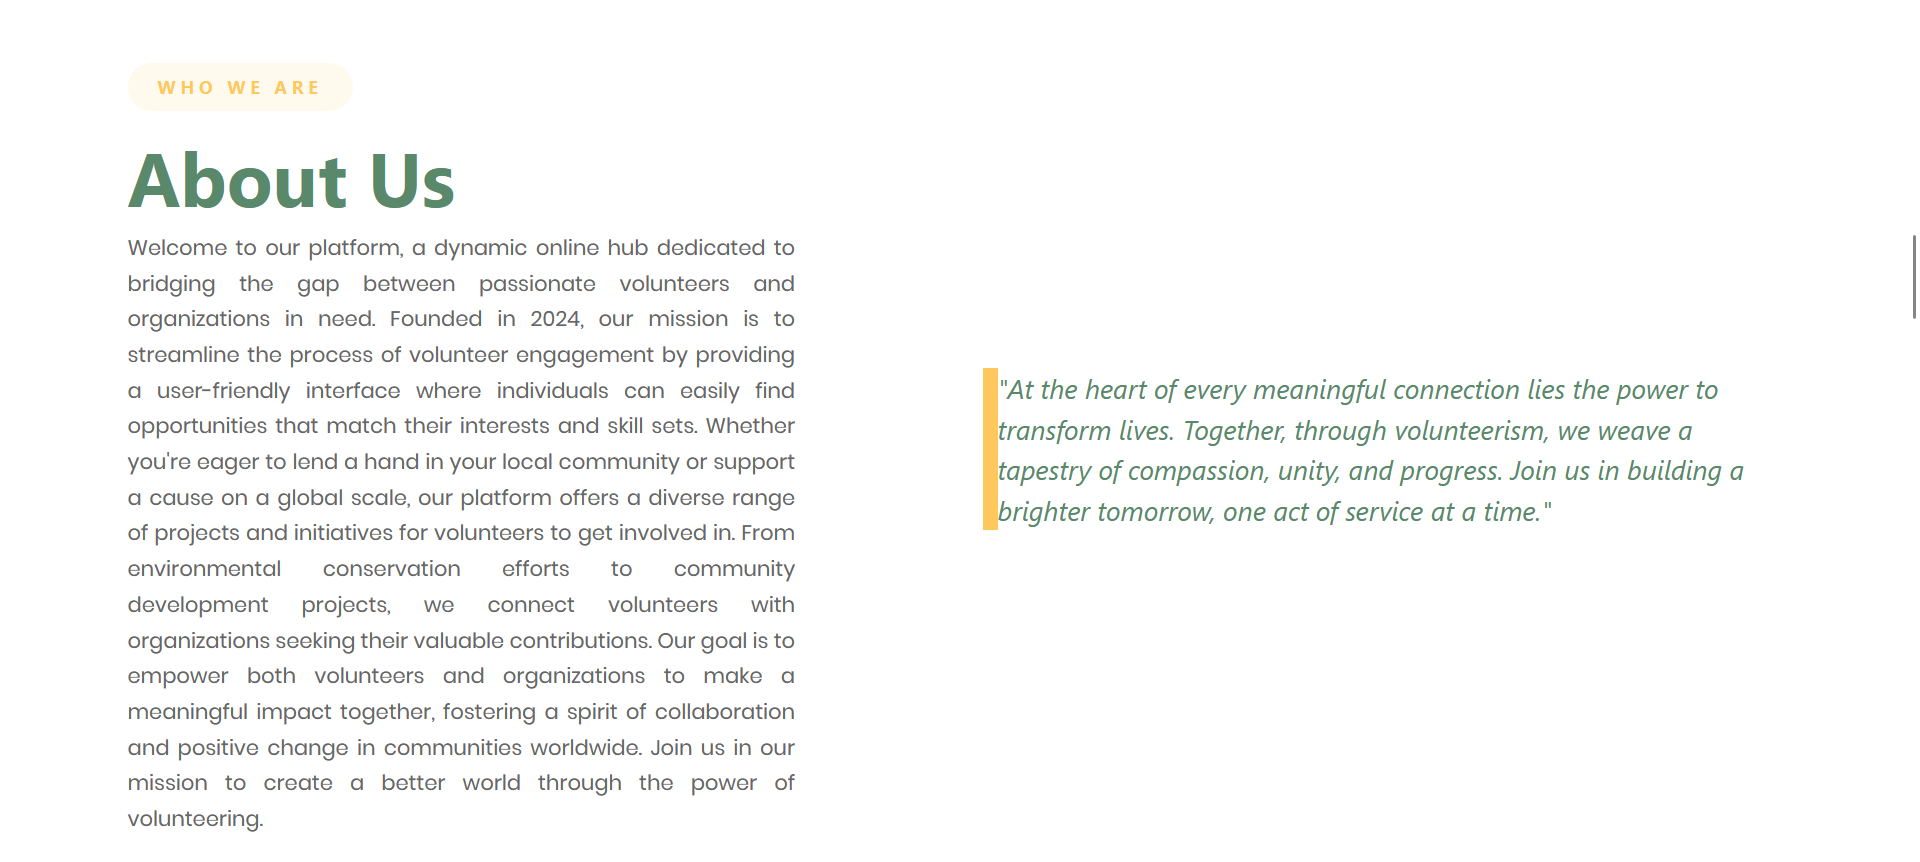 WHO WE ARE
About Us
Welcome to our platform, a dynamic online hub dedicated to
bridging the gap between passionate volunteers and
organizations in need. Founded in 2024, our mission is to
streamline the process of volunteer engagement by providing
a user-friendly interface where individuals can easily find
opportunities that match their interests and skill sets. Whether
you're eager to lend a hand in your local community or support
a cause on a global scale, our platform offers a diverse range
of projects and initiatives for volunteers to get involved in. From
environmental conservation efforts to community
development projects, we connect volunteers with
organizations seeking their valuable contributions. Our goal is to
empower both volunteers and organizations to make a
meaningful impact together, fostering a spirit of collaboration
and positive change in communities worldwide. Join us in our
mission to create a better world through the power of
volunteering.
"At the heart of every meaningful connection lies the power to
transform lives. Together, through volunteerism, we weave a
tapestry of compassion, unity, and progress. Join us in building a
brighter tomorrow, one act of service at a time."